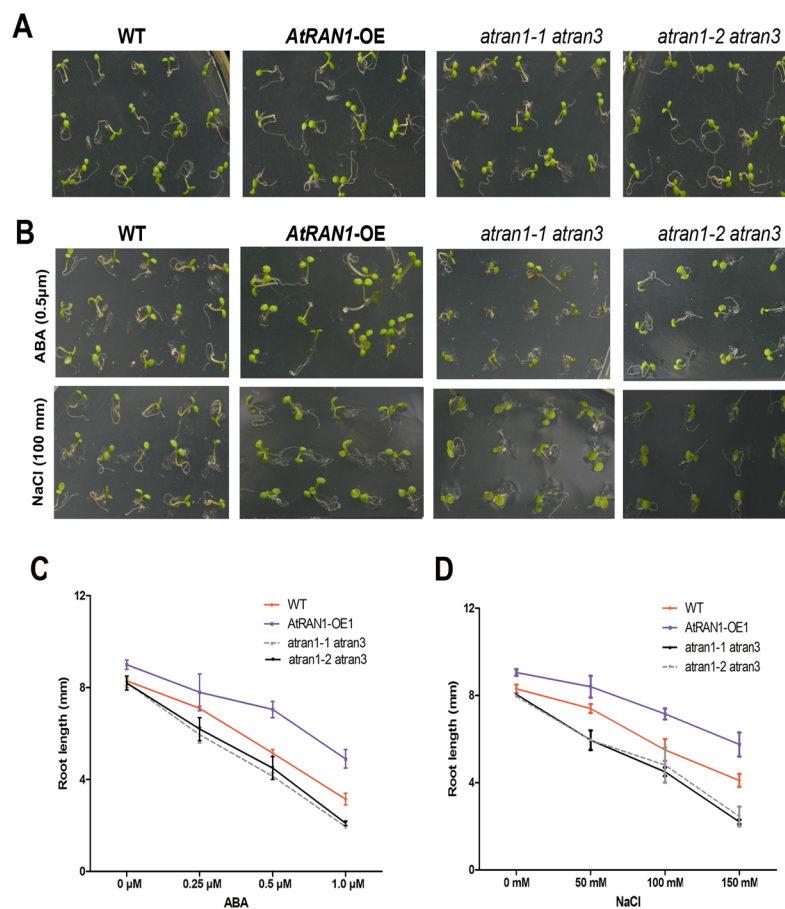 A
WT
AtRAN1-OE
atran1-1 atran3
atran1-2 atran3
B
WT
AtRAN1-OE
atran1-1 atran3
atran1-2 atran3
ABA (0.5μm)
NaCl (100 mm)
C
12
8
4
0
Root length (mm)
WT
AtRAN1-OE1
atran1-1 atran3
atran1-2 atran3
0 μM
0.25 μM
0.5 μM
1.0 μM
ABA
D
12
8
4
0
Root length (mm)
WT
AtRAN1-OE1
atran1-1 atran3
atran1-2 atran3
0 mM
50 mM
100 mM
150 mM
NaCl